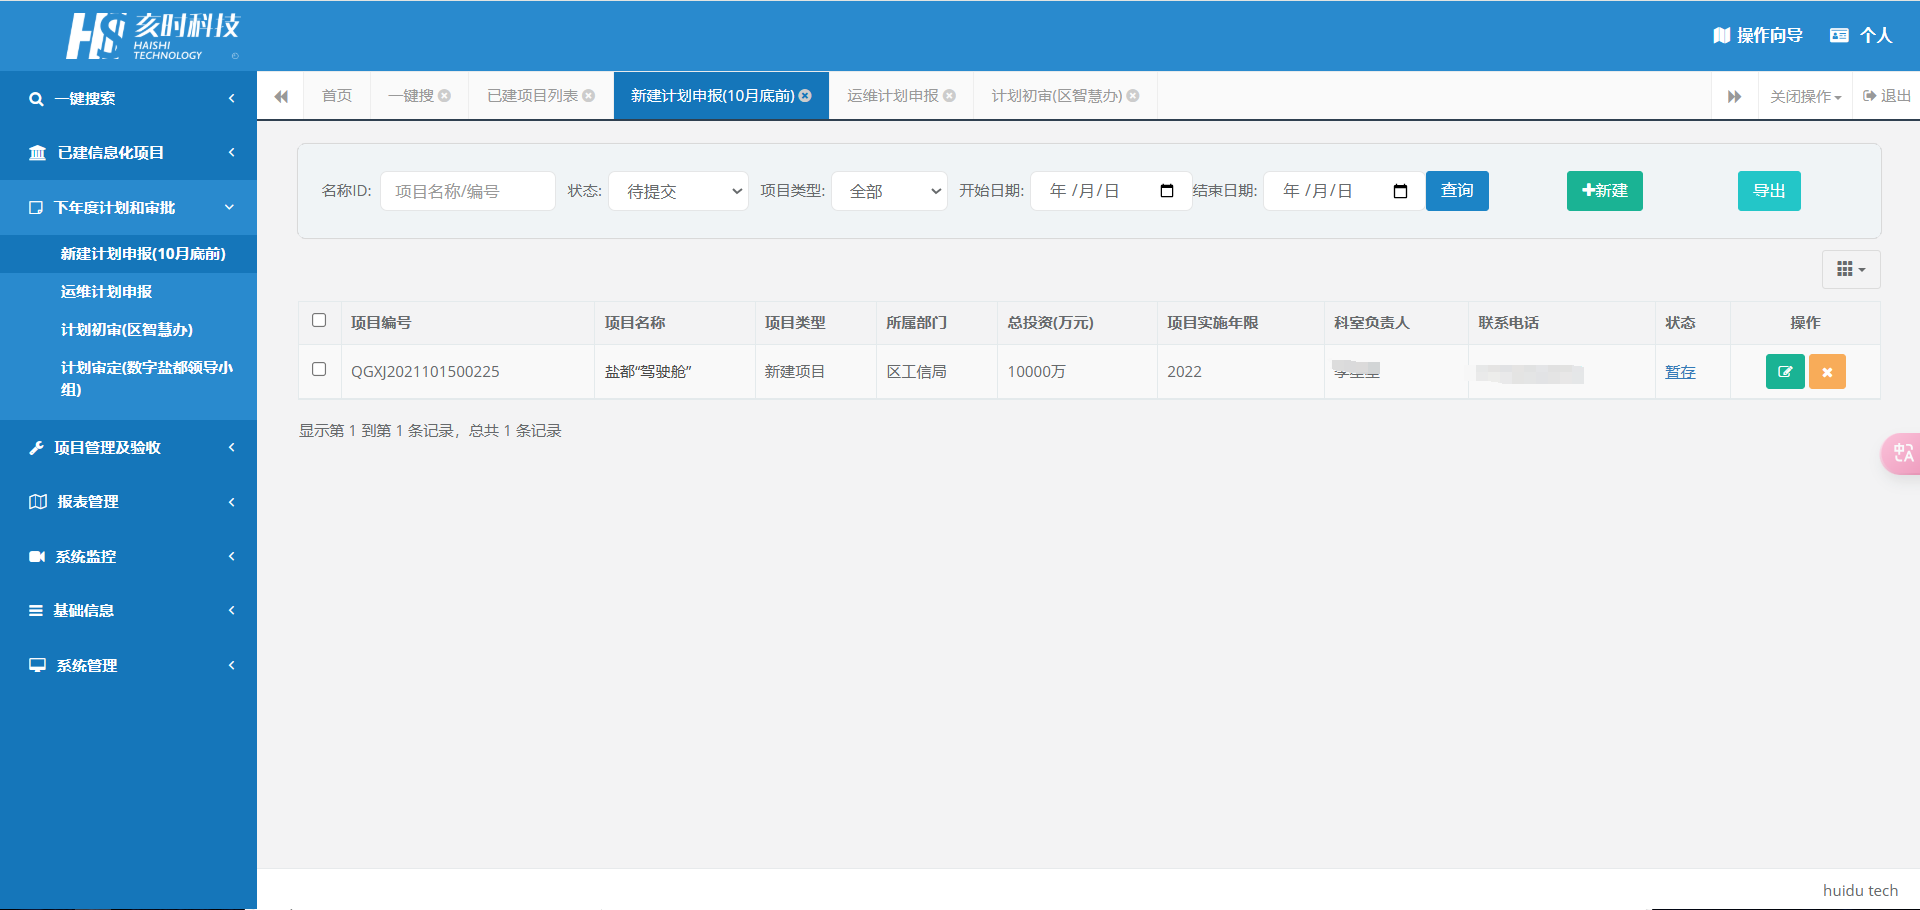 HS 亥时科技
HAISHI
TECHNOLOGY
操作向导 个人
一键搜索
已建信息化项目
下年度计划和审批
新建计划申报(10月底前)
运维计划申报
计划初审(区智慧办)
计划审定(数字盐都领导小
组)
项目管理及验收
报表管理
系统监控
基础信息
系统管理
首页 一键搜 已建项目列表 新建计划申报(10月底前) 运维计划申报 计划初审(区智慧办) 关闭操作 退出
名称ID: 项目名称/编号 状态: 待提交 项目类型: 全部 开始日期: 年/月/日 结束日期: 年/月/日 查询 新建 导出
项目编号 项目名称 项目类型 所属部门 总投资(万元) 项目实施年限 科室负责人 联系电话 状态 操作
QGXJ2021101500225 盐都“驾驶舱” 新建项目 区工信局 10000万 2022 暂存
显示第 1 到第 1 条记录，总共 1 条记录
中A
huidu tech